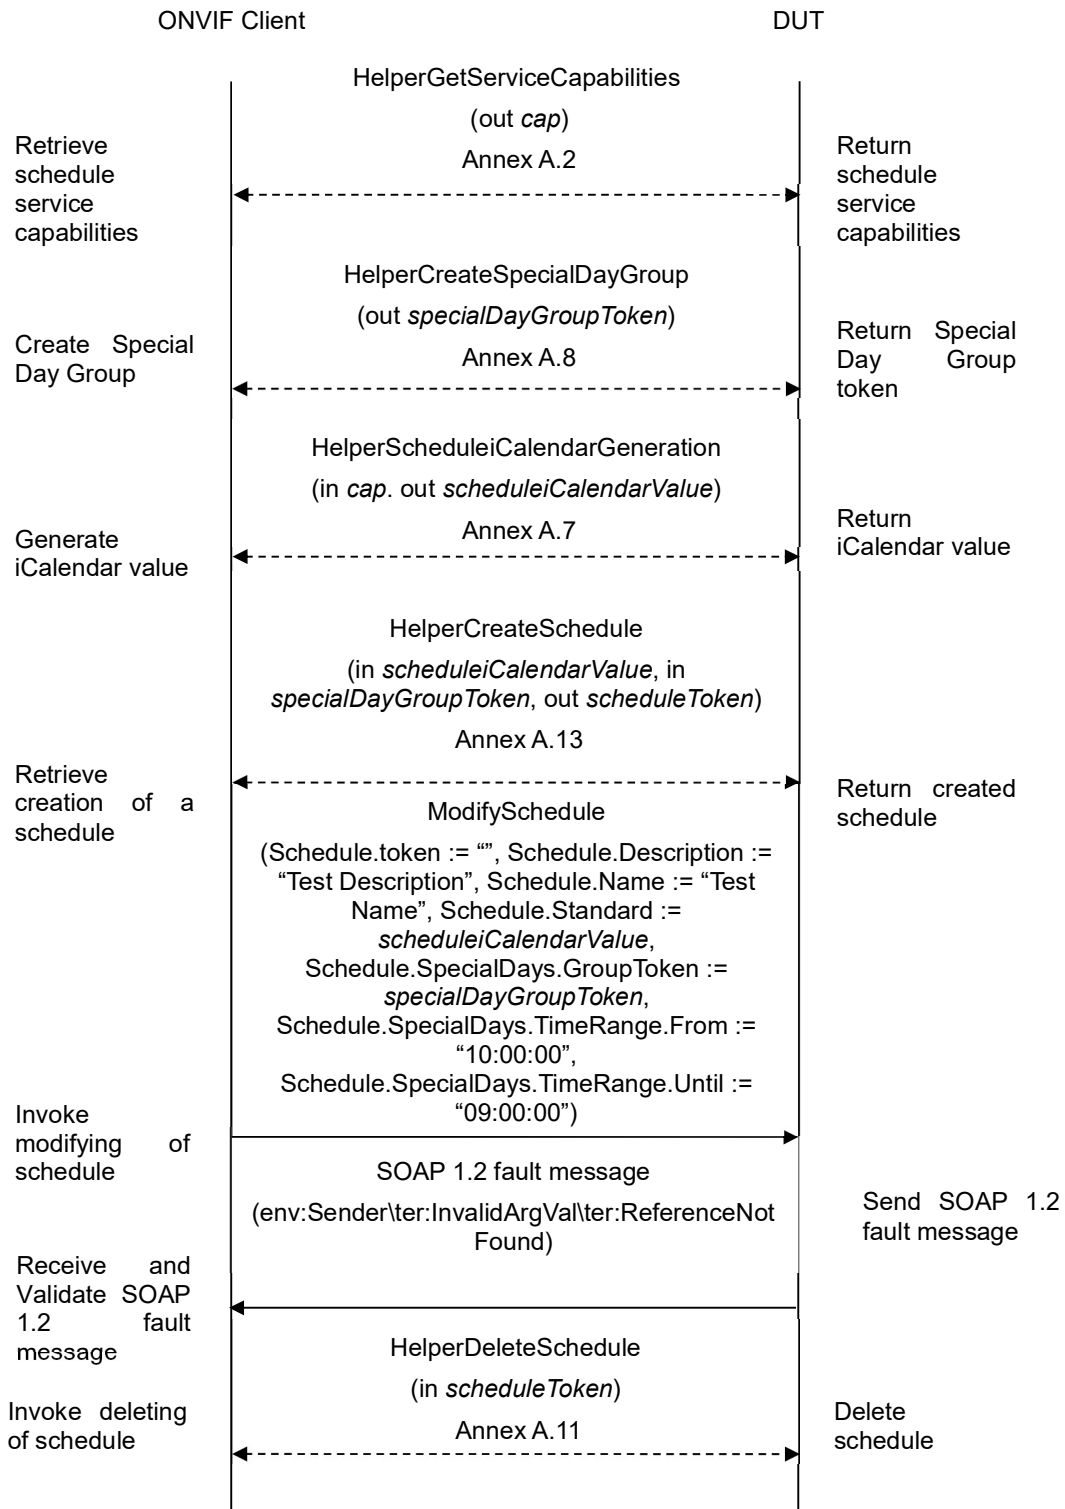 ONVIF Client
DUT
HelperGetServiceCapabilities
(out cap)
Annex A.2
Retrieve
schedule
service
capabilities
Return
schedule
service
capabilities
HelperCreateSpecialDayGroup
(out specialDayGroupToken)
Annex A.8
Create Special
Day Group
Return Special
Day Group
token
HelperScheduleiCalendarGeneration
(in cap. out scheduleiCalendarValue)
Annex A.7
Generate
iCalendar value
Return
iCalendar value
HelperCreateSchedule
(in scheduleiCalendarValue, in
specialDayGroupToken, out scheduleToken)
Annex A.13
Retrieve
creation of a
schedule
Return created
schedule
ModifySchedule
(Schedule.token := “”, Schedule.Description :=
“Test Description”, Schedule.Name := “Test
Name”, Schedule.Standard :=
scheduleiCalendarValue,
Schedule.SpecialDays.GroupToken :=
specialDayGroupToken,
Schedule.SpecialDays.TimeRange.From :=
“10:00:00”,
Schedule.SpecialDays.TimeRange.Until :=
“09:00:00”)
Invoke
modifying of
schedule
SOAP 1.2 fault message
(env:Sender\ter:InvalidArgVal\ter:ReferenceNot
Found)
Send SOAP 1.2
fault message
Receive and
Validate SOAP
1.2 fault
message
HelperDeleteSchedule
(in scheduleToken)
Annex A.11
Invoke deleting
of schedule
Delete
schedule